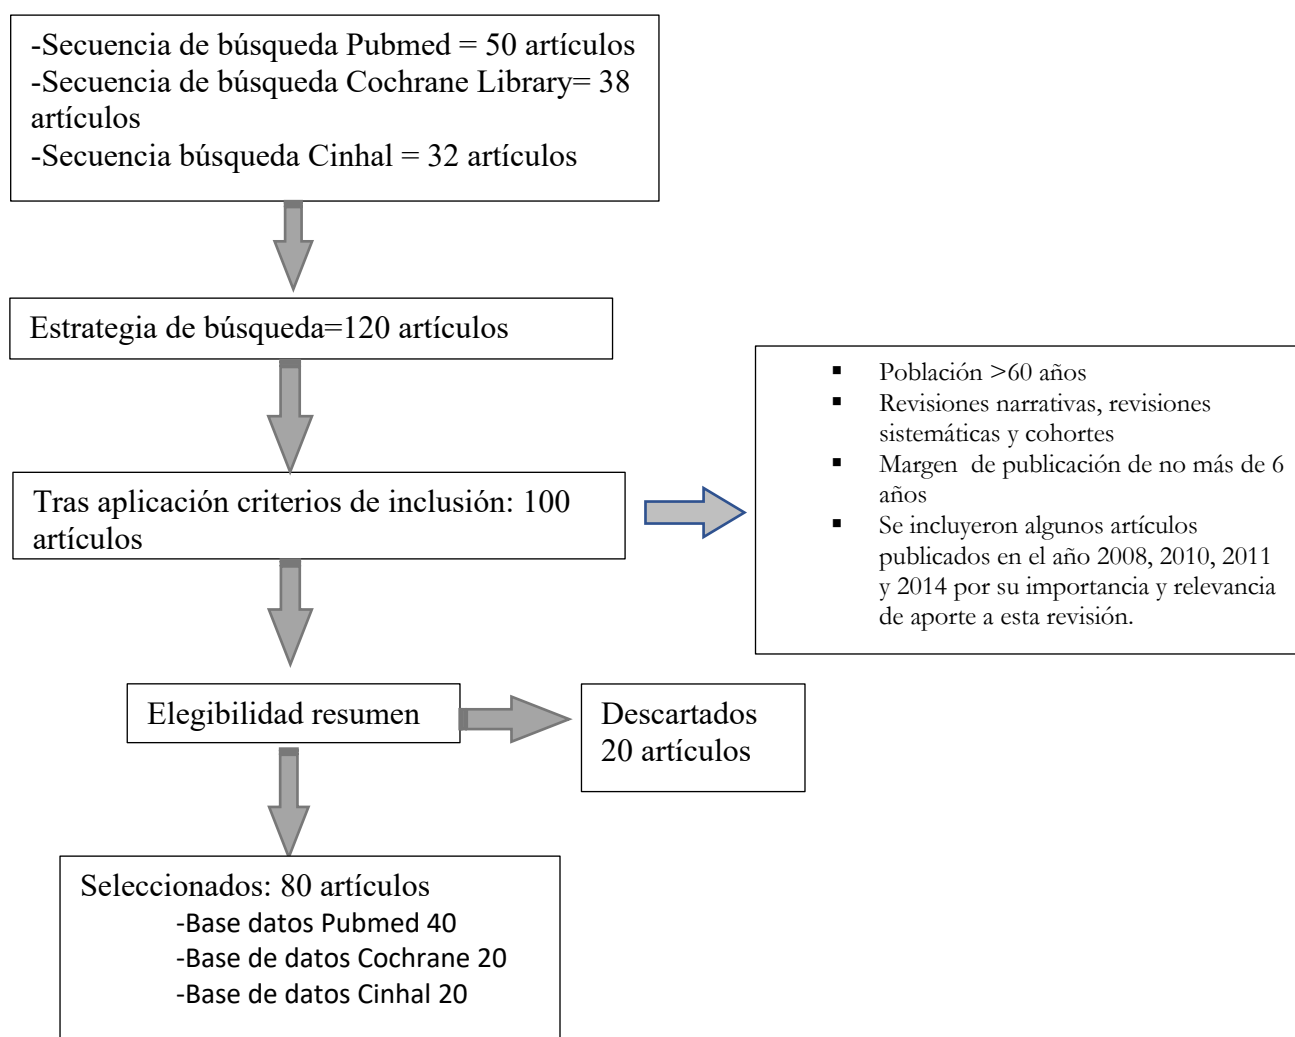 -Secuencia de búsqueda Pubmed = 50 artículos
-Secuencia de búsqueda Cochrane Library= 38
artículos
-Secuencia búsqueda Cinhal = 32 artículos
Estrategia de búsqueda=120 artículos
Tras aplicación criterios de inclusión: 100
artículos
▪ Población >60 años
▪ Revisiones narrativas, revisiones
sistemáticas y cohortes
▪ Margen de publicación de no más de 6
años
▪ Se incluyeron algunos artículos
publicados en el año 2008, 2010, 2011
y 2014 por su importancia y relevancia
de aporte a esta revisión.
Elegibilidad resumen
Descartados
20 artículos
Seleccionados: 80 artículos
-Base datos Pubmed 40
-Base de datos Cochrane 20
-Base de datos Cinhal 20